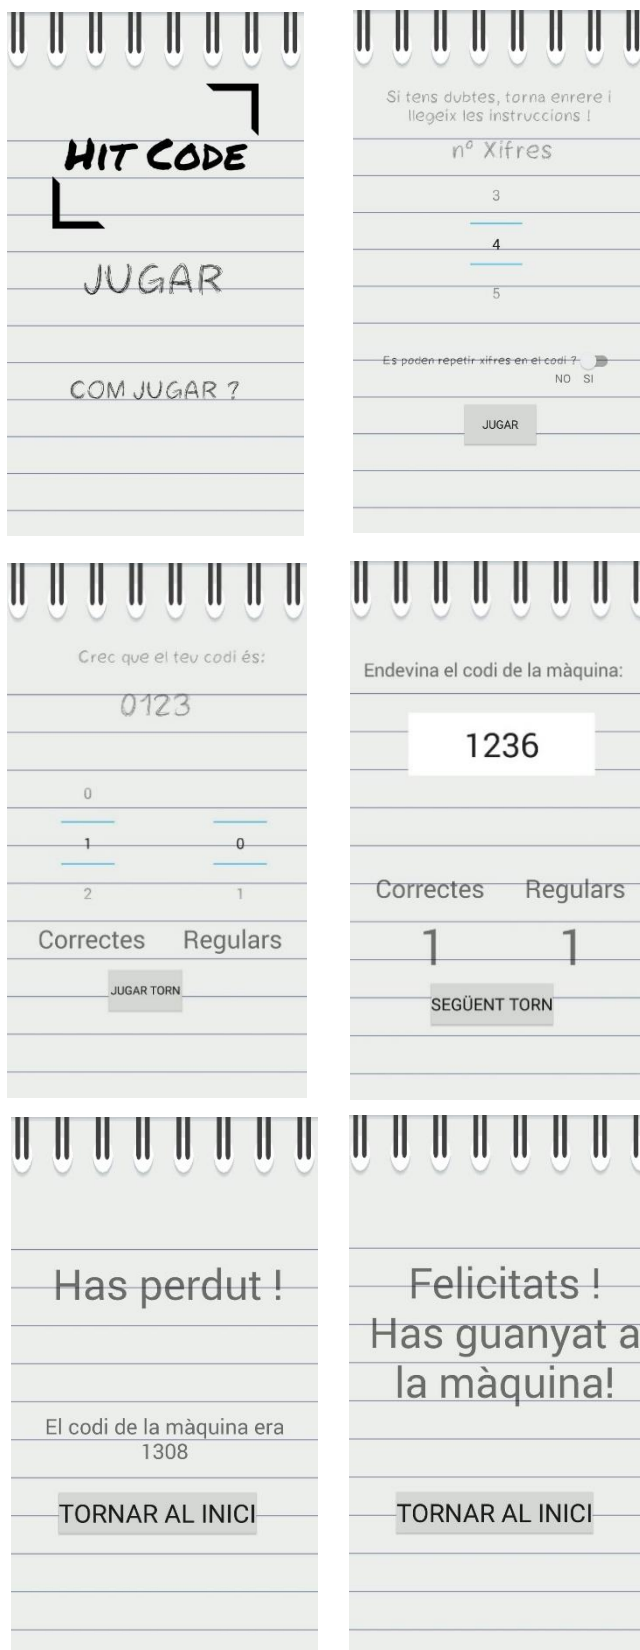 HIT CODE
JUGAR
COM JUGAR ?
Si tens dubtes, torna enrere i
llegeix les instruccions !
nº Xifres
3
4
5
Es poden repetir xifres en el codi ?
NO SI
JUGAR
Crec que el teu codi és:
0123
0
1 0
2 1
Correctes Regulars
JUGAR TORN
Endevina el codi de la màquina:
1236
Correctes Regulars
1 1
SEGÜENT TORN
Has perdut !
El codi de la màquina era
1308
TORNAR AL INICI
Felicitats !
Has guanyat a
la màquina!
TORNAR AL INICI